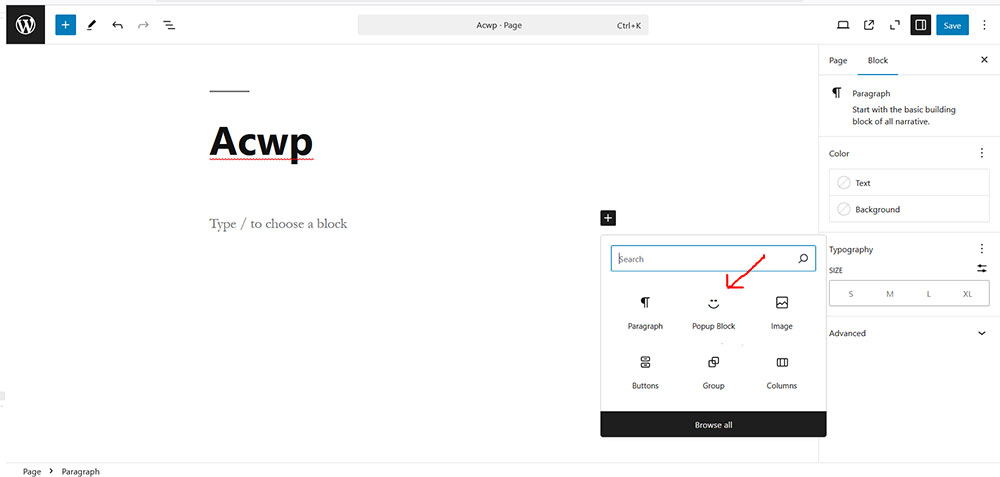 Acwp · Page Ctrl+K
Save
Page Block
Paragraph
Start with the basic building
block of all narrative.
Color
Text
Background
Typography
SIZE
S M L XL
Advanced
Acwp
Type / to choose a block
Search
Paragraph Popup Block Image
Buttons Group Columns
Browse all
Page > Paragraph